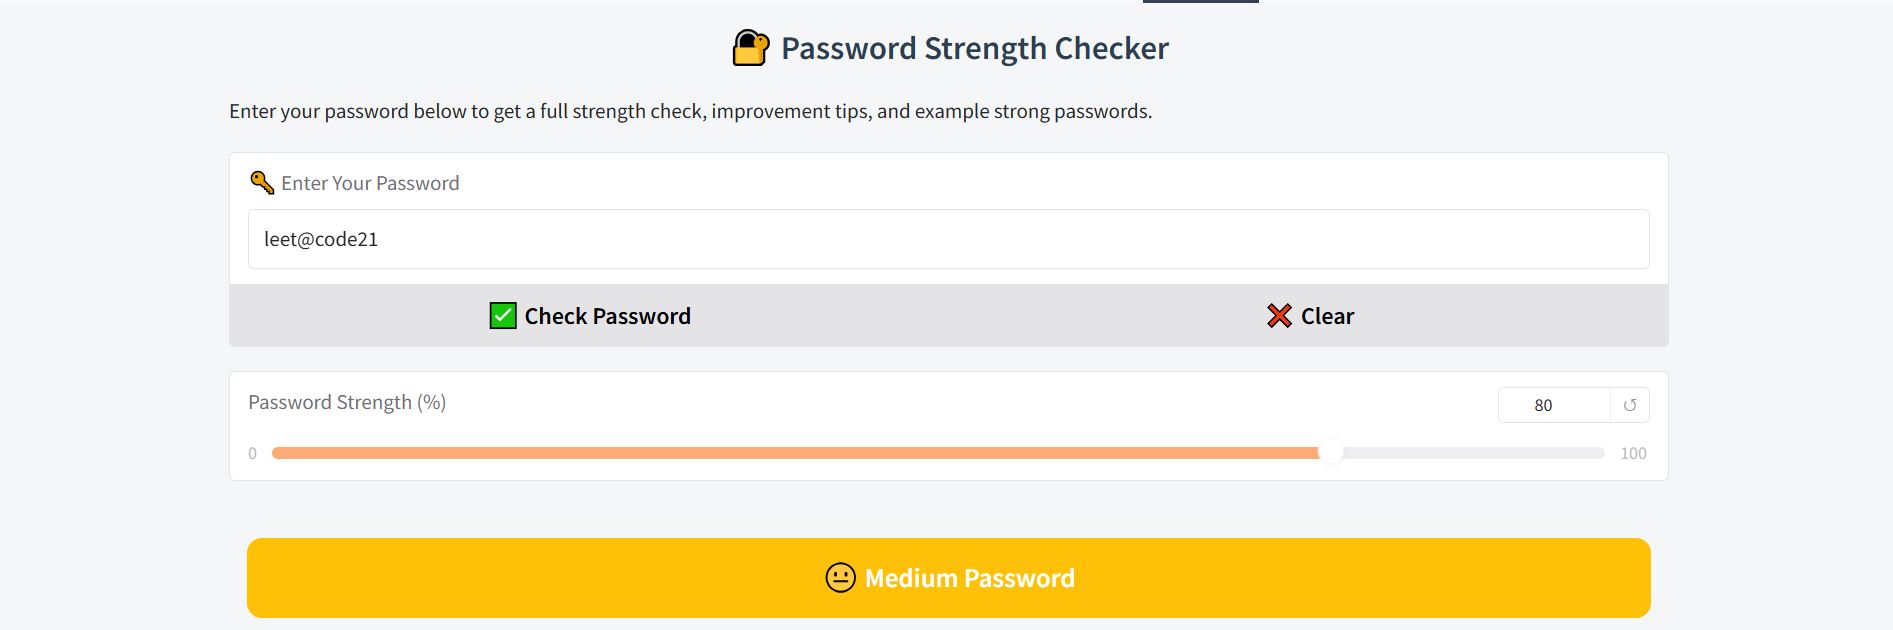 Password Strength Checker
Enter your password below to get a full strength check, improvement tips, and example strong passwords.
Enter Your Password
leet@code21
Check Password
Clear
Password Strength (%)
80
0
100
Medium Password